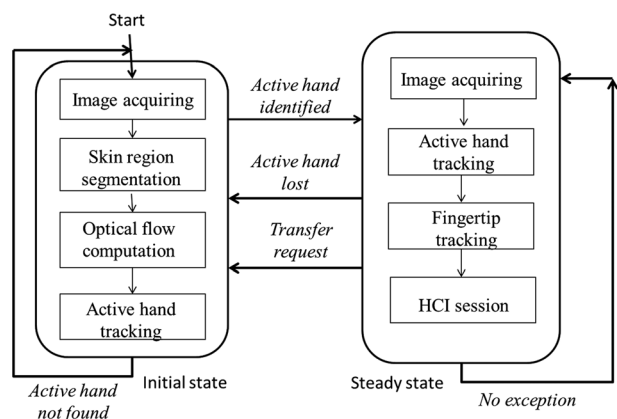 Start
Image acquiring
Skin region
segmentation
Optical flow
computation
Active hand
tracking
Active hand
not found
Initial state
Active hand
identified
Active hand
lost
Transfer
request
Image acquiring
Active hand
tracking
Fingertip
tracking
HCI session
Steady state
No exception